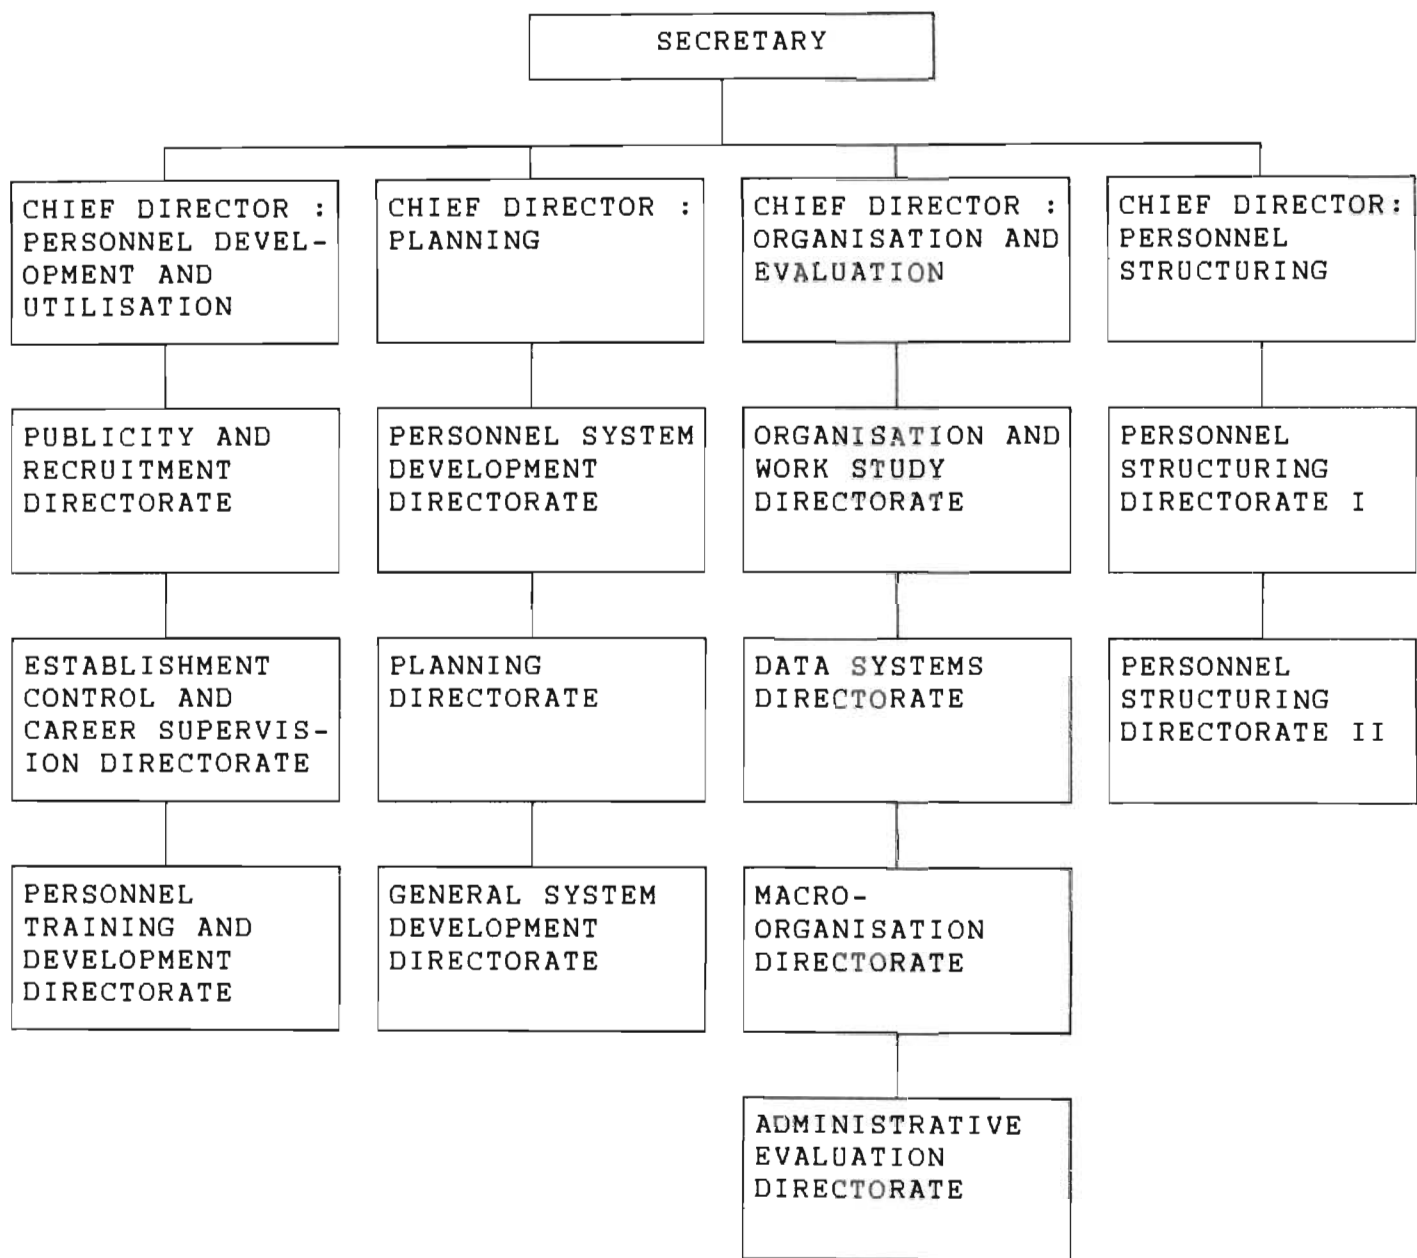 SECRETARY
CHIEF DIRECTOR :
PERSONNEL DEVEL-
OPMENT AND
UTILISATION
CHIEF DIRECTOR :
PLANNING
CHIEF DIRECTOR :
ORGANISATION AND
EVALUATION
CHIEF DIRECTOR:
PERSONNEL
STRUCTURING
PUBLICITY AND
RECRUITMENT
DIRECTORATE
PERSONNEL SYSTEM
DEVELOPMENT
DIRECTORATE
ORGANISATION AND
WORK STUDY
DIRECTORATE
PERSONNEL
STRUCTURING
DIRECTORATE I
ESTABLISHMENT
CONTROL AND
CAREER SUPERVIS-
ION DIRECTORATE
PLANNING
DIRECTORATE
DATA SYSTEMS
DIRECTORATE
PERSONNEL
STRUCTURING
DIRECTORATE II
PERSONNEL
TRAINING AND
DEVELOPMENT
DIRECTORATE
GENERAL SYSTEM
DEVELOPMENT
DIRECTORATE
MACRO-
ORGANISATION
DIRECTORATE
ADMINISTRATIVE
EVALUATION
DIRECTORATE